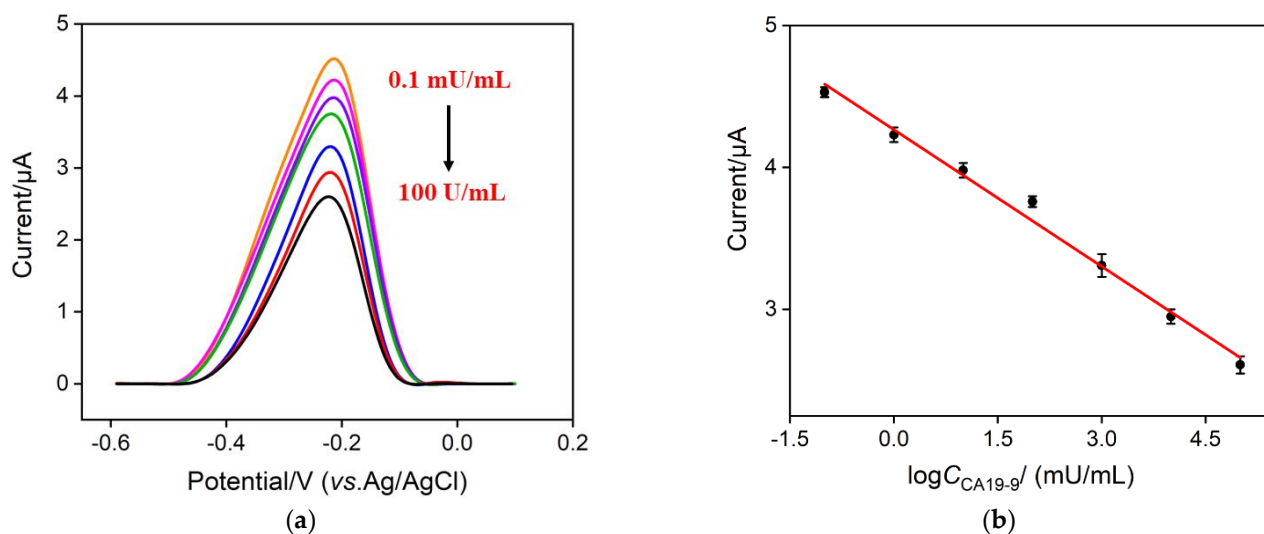 5
4
3
2
1
0
Current/μA
0.1 mU/mL
100 U/mL
-0.6
-0.4
-0.2
0.0
0.2
Potential/V (vs.Ag/AgCl)
(a)
5
4
3
Current/μA
-1.5
0.0
1.5
3.0
4.5
logC_CA19-9/ (mU/mL)
(b)